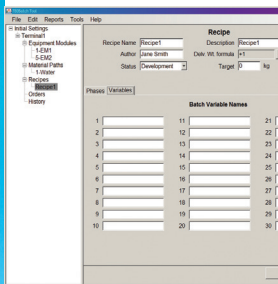 File Edit Reports Tools Help
Initial Settings
Terminal1
Equipment Modules
1-EM1
5-EM2
Material Paths
1-Water
Recipes
Recipe1
Orders
History
Recipe
Recipe Name Recipe1 Description Recipe1
Author Jane Smith Delv. Wt. formula +1
Status Development Target 0 kg
Phases Variables
Batch Variable Names
1 11 21
2 12 22
3 13 23
4 14 24
5 15 25
6 16 26
7 17 27
8 18 28
9 19 29
10 20 30